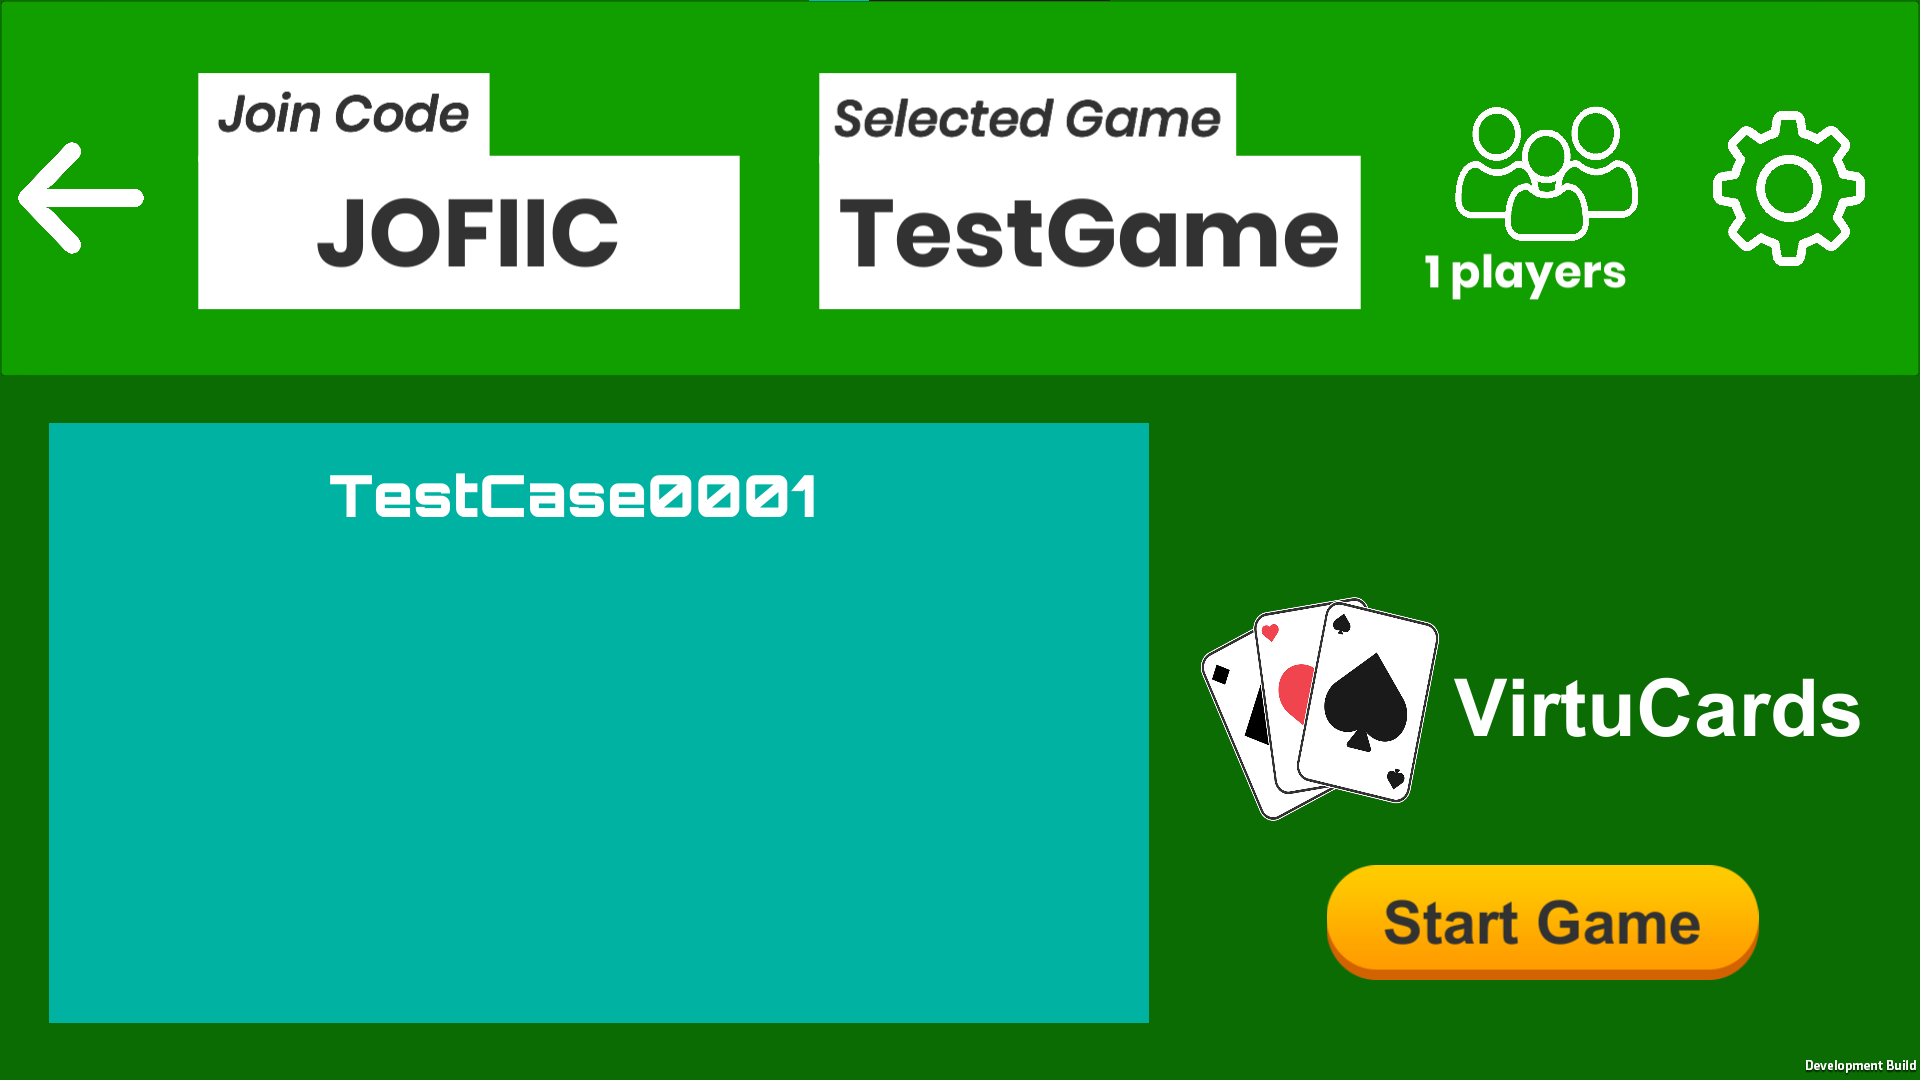 Join Code
JOFIIC
Selected Game
TestGame
1 players
TestCase0001
VirtuCards
Start Game
Development Build